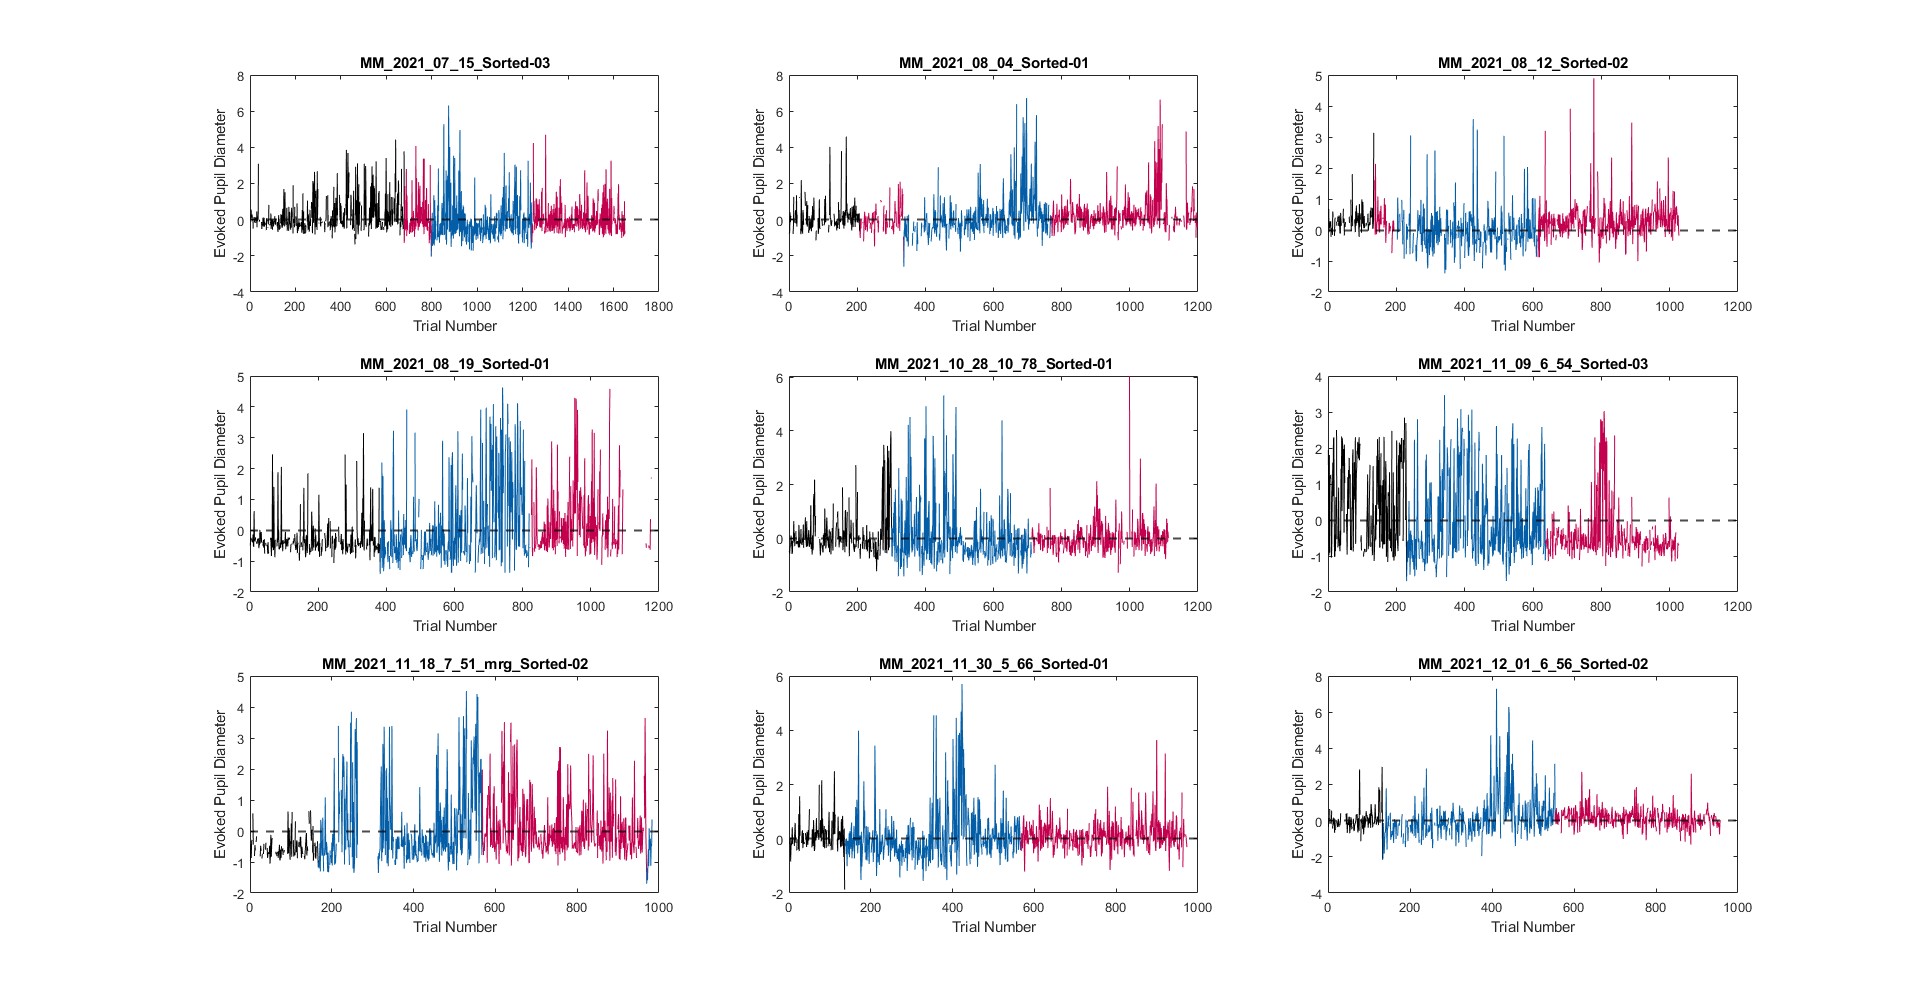 MM_2021_07_15_Sorted-03
8
6
4
2
0
-2
-4
Evoked Pupil Diameter
0 200 400 600 800 1000 1200 1400 1600 1800
Trial Number
MM_2021_08_04_Sorted-01
8
6
4
2
0
-2
-4
Evoked Pupil Diameter
0 200 400 600 800 1000 1200
Trial Number
MM_2021_08_12_Sorted-02
5
4
3
2
1
0
-1
-2
Evoked Pupil Diameter
0 200 400 600 800 1000 1200
Trial Number
MM_2021_08_19_Sorted-01
5
4
3
2
1
0
-1
-2
Evoked Pupil Diameter
0 200 400 600 800 1000 1200
Trial Number
MM_2021_10_28_10_78_Sorted-01
6
4
2
0
-2
Evoked Pupil Diameter
0 200 400 600 800 1000 1200
Trial Number
MM_2021_11_09_6_54_Sorted-03
4
3
2
1
0
-1
-2
Evoked Pupil Diameter
0 200 400 600 800 1000 1200
Trial Number
MM_2021_11_18_7_51_mrg_Sorted-02
5
4
3
2
1
0
-1
-2
Evoked Pupil Diameter
0 200 400 600 800 1000
Trial Number
MM_2021_11_30_5_66_Sorted-01
6
4
2
0
-2
Evoked Pupil Diameter
0 200 400 600 800 1000
Trial Number
MM_2021_12_01_6_56_Sorted-02
8
6
4
2
0
-2
-4
Evoked Pupil Diameter
0 200 400 600 800 1000
Trial Number